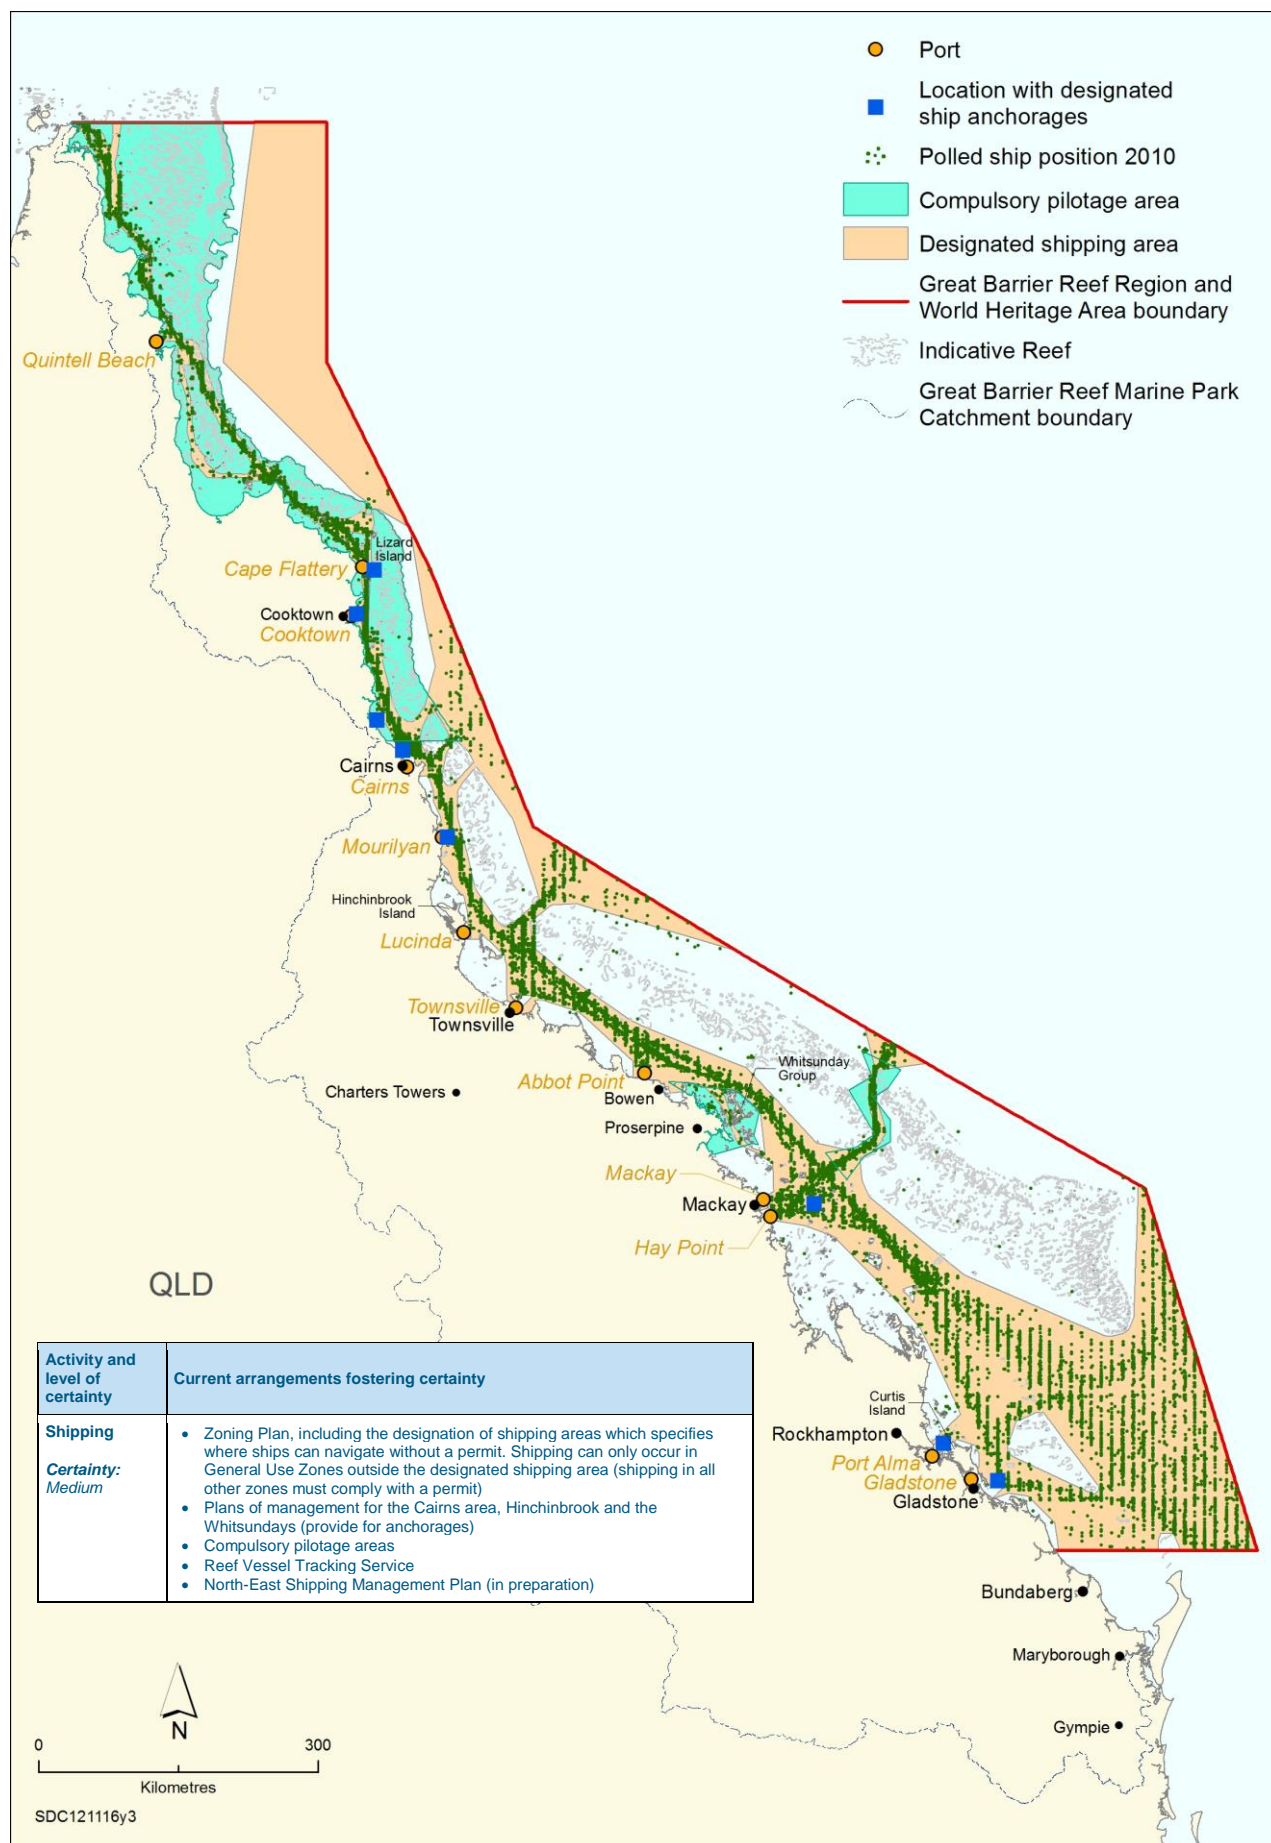 Port
Location with designated
ship anchorages
Polled ship position 2010
Compulsory pilotage area
Designated shipping area
Great Barrier Reef Region and
World Heritage Area boundary
Indicative Reef
Great Barrier Reef Marine Park
Catchment boundary
Quintell Beach
Lizard
Island
Cape Flattery
Cooktown
Cooktown
Cairns
Cairns
Mourilyan
Hinchinbrook
Island
Lucinda
Townsville
Townsville
Whitsunday
Group
Abbot Point
Charters Towers
Bowen
Proserpine
Mackay
Mackay
Hay Point
QLD
Activity and
level of
certainty
Current arrangements fostering certainty
Shipping
Certainty:
Medium
• Zoning Plan, including the designation of shipping areas which specifies
where ships can navigate without a permit. Shipping can only occur in
General Use Zones outside the designated shipping area (shipping in all
other zones must comply with a permit)
• Plans of management for the Cairns area, Hinchinbrook and the
Whitsundays (provide for anchorages)
• Compulsory pilotage areas
• Reef Vessel Tracking Service
• North-East Shipping Management Plan (in preparation)
Curtis
Island
Rockhampton
Port Alma
Gladstone
Gladstone
Bundaberg
Maryborough
Gympie
N
0 300
Kilometres
SDC121116y3